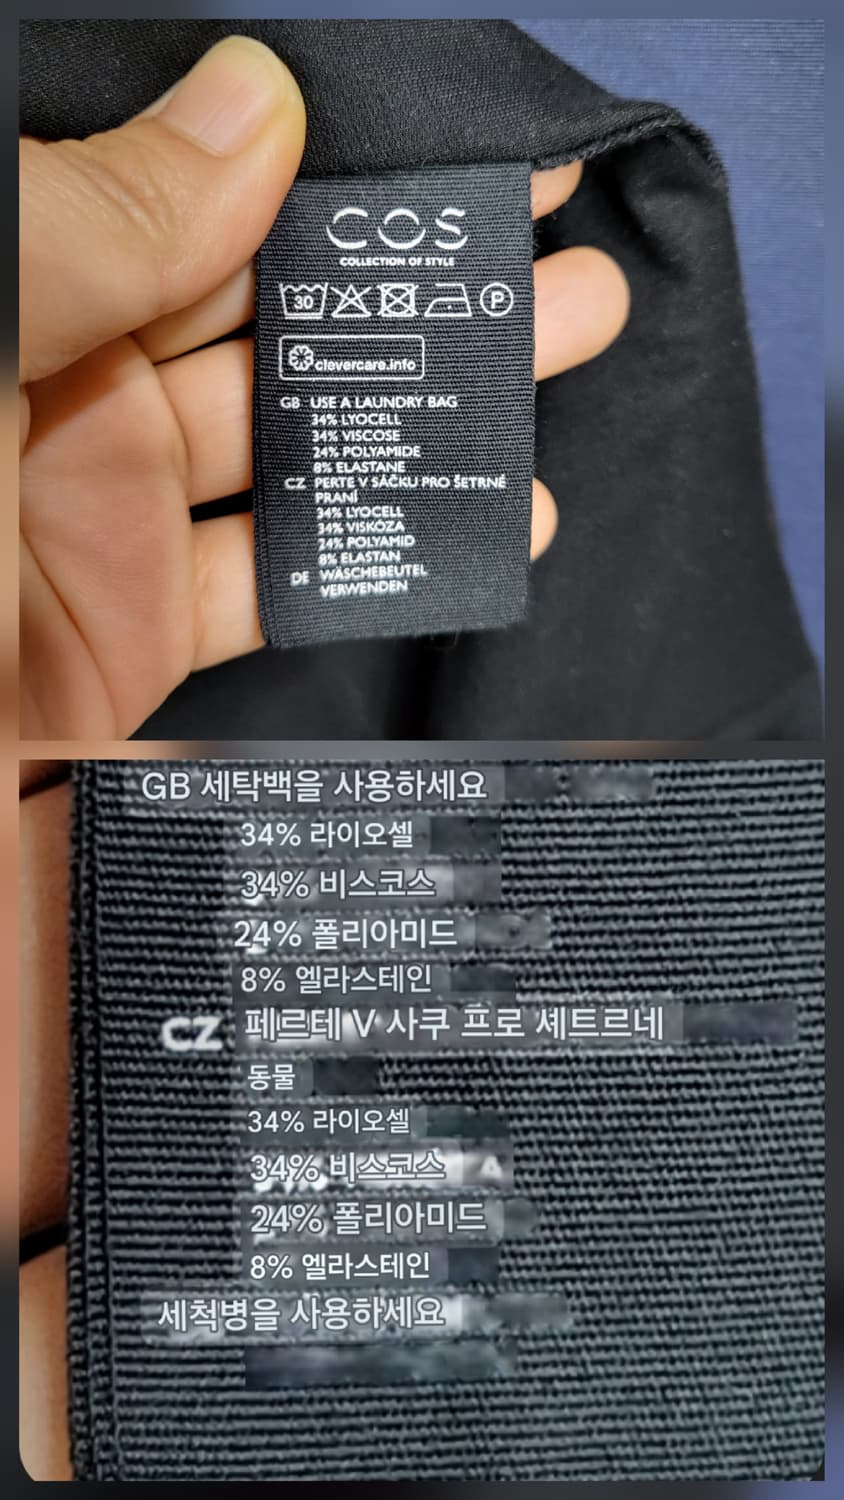 COS
COLLECTION OF STYLE
30
P
clevercare.info
GB USE A LAUNDRY BAG
34% LYOCELL
34% VISCOSE
24% POLYAMIDE
8% ELASTANE
CZ PERTE V SÁČKU PRO ŠETRNÉ
PRANÍ
34% LYOCELL
34% VISKÓZA
24% POLYAMID
8% ELASTAN
DE WÄSCHEBEUTEL
VERWENDEN
GB 세탁백을 사용하세요
34% 라이오셀
34% 비스코스
24% 폴리아미드
8% 엘라스테인
CZ 페르테 V 사쿠 프로 셰트르네
동물
34% 라이오셀
34% 비스코스
24% 폴리아미드
8% 엘라스테인
세척병을 사용하세요